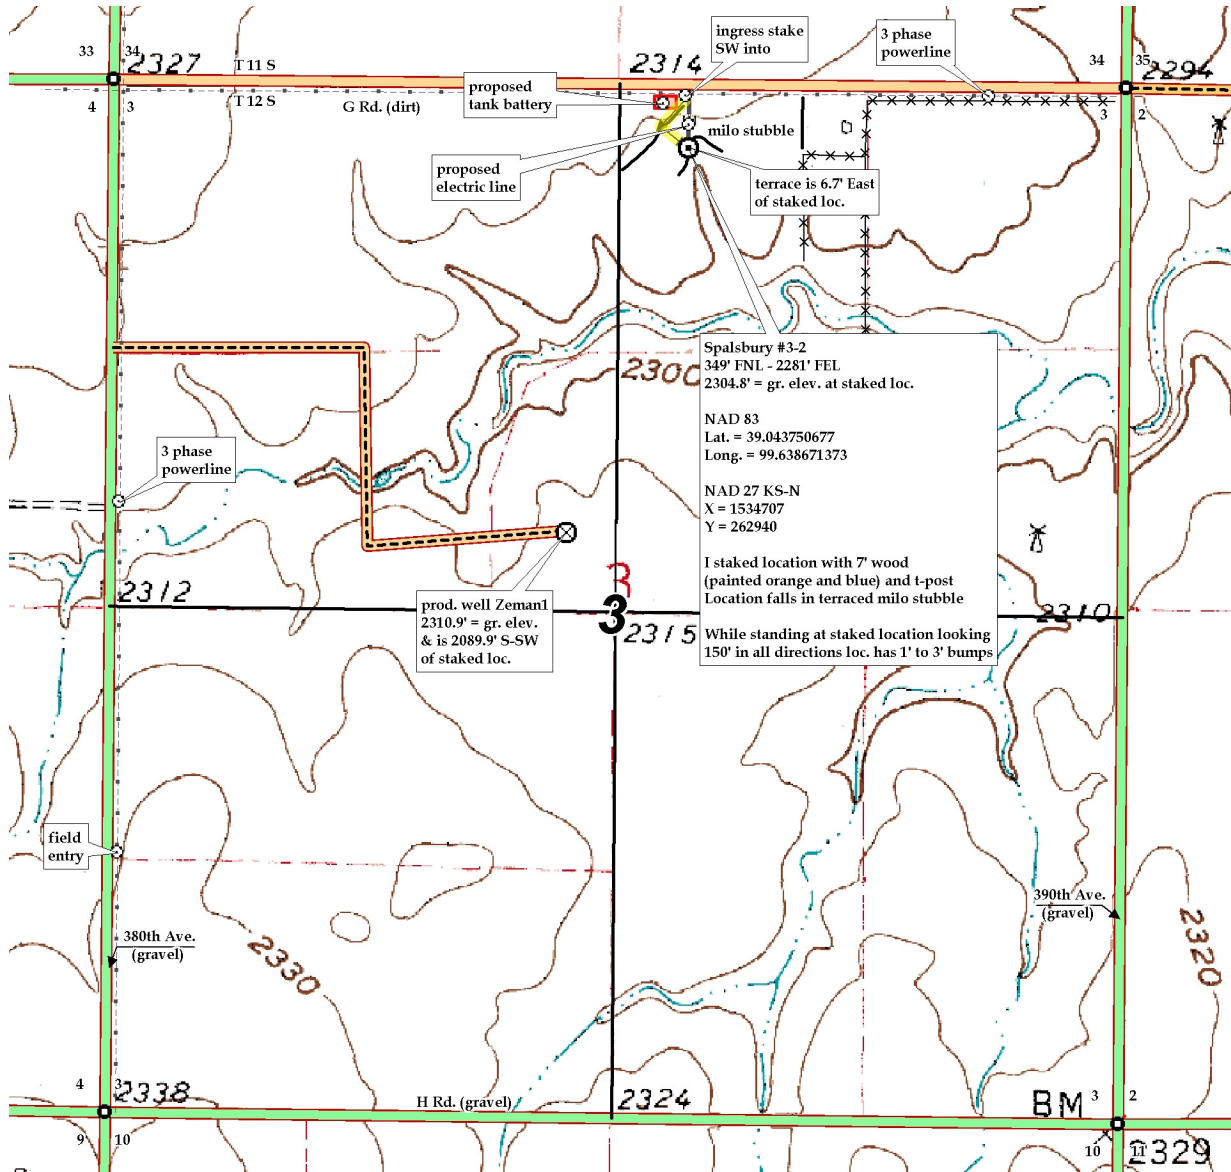 ingress stake
SW into
3 phase
powerline
33
34
2327
T 11 S
2314
34
35
2294
4
3
T 12 S
G Rd. (dirt)
proposed
tank battery
3
2
milo stubble
proposed
electric line
terrace is 6.7' East
of staked loc.
Spalsbury #3-2
349' FNL - 2281' FEL
2304.8' = gr. elev. at staked loc.
NAD 83
Lat. = 39.043750677
Long. = 99.638671373
NAD 27 KS-N
X = 1534707
Y = 262940
I staked location with 7' wood
(painted orange and blue) and t-post
Location falls in terraced milo stubble
While standing at staked location looking
150' in all directions loc. has 1' to 3' bumps
2300
3 phase
powerline
2312
prod. well Zeman1
2310.9' = gr. elev.
& is 2089.9' S-SW
of staked loc.
3
3
2315
2310
field
entry
380th Ave.
(gravel)
390th Ave.
(gravel)
2330
2320
4
3
2338
H Rd. (gravel)
2324
BM
3
2
9
10
10
11
2329